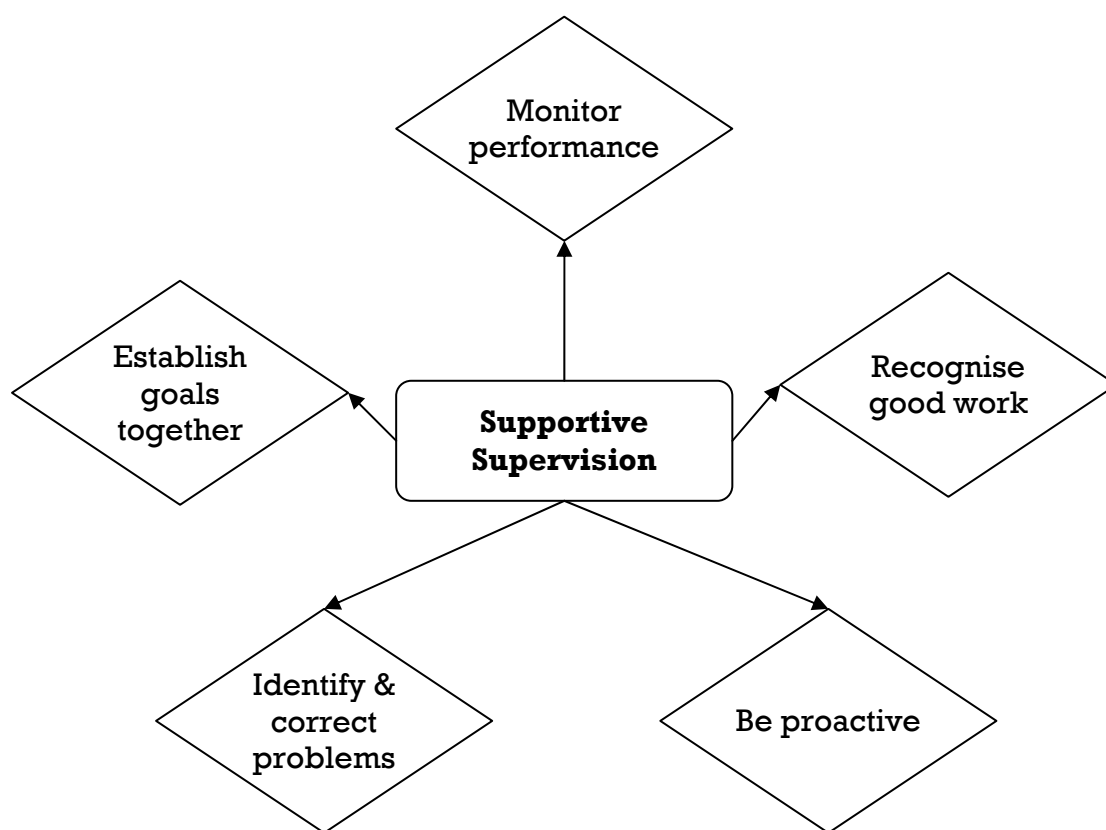 Monitor
performance
Establish
goals
together
Recognise
good work
Supportive
Supervision
Identify &
correct
problems
Be proactive